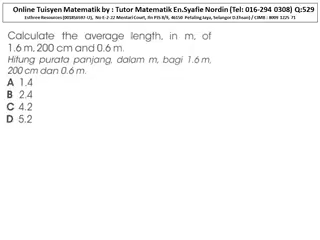 Online Tuisyen Matematik by : Tutor Matematik En.Syafie Nordin (Tel: 016-294 0308) Q:529
Calculate the average length, in m, of
1.6 m, 200 cm and 0.6 m.
Hitung purata panjang, dalam m, bagi 1.6 m,
200 cm dan 0.6 m.
A 1.4
B 2.4
C 4.2
D 5.2